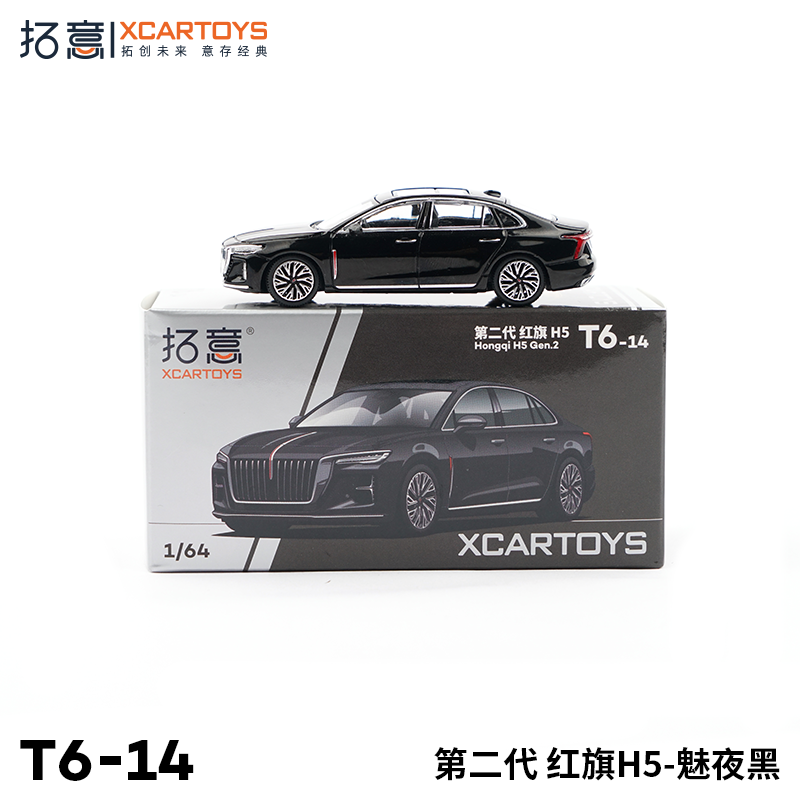 拓意 XCARTOYS
拓创未来 意存经典
拓意®
XCARTOYS
第二代 红旗 H5
Hongqi H5 Gen.2
T6-14
1/64
XCARTOYS
T6-14
第二代 红旗H5-魅夜黑